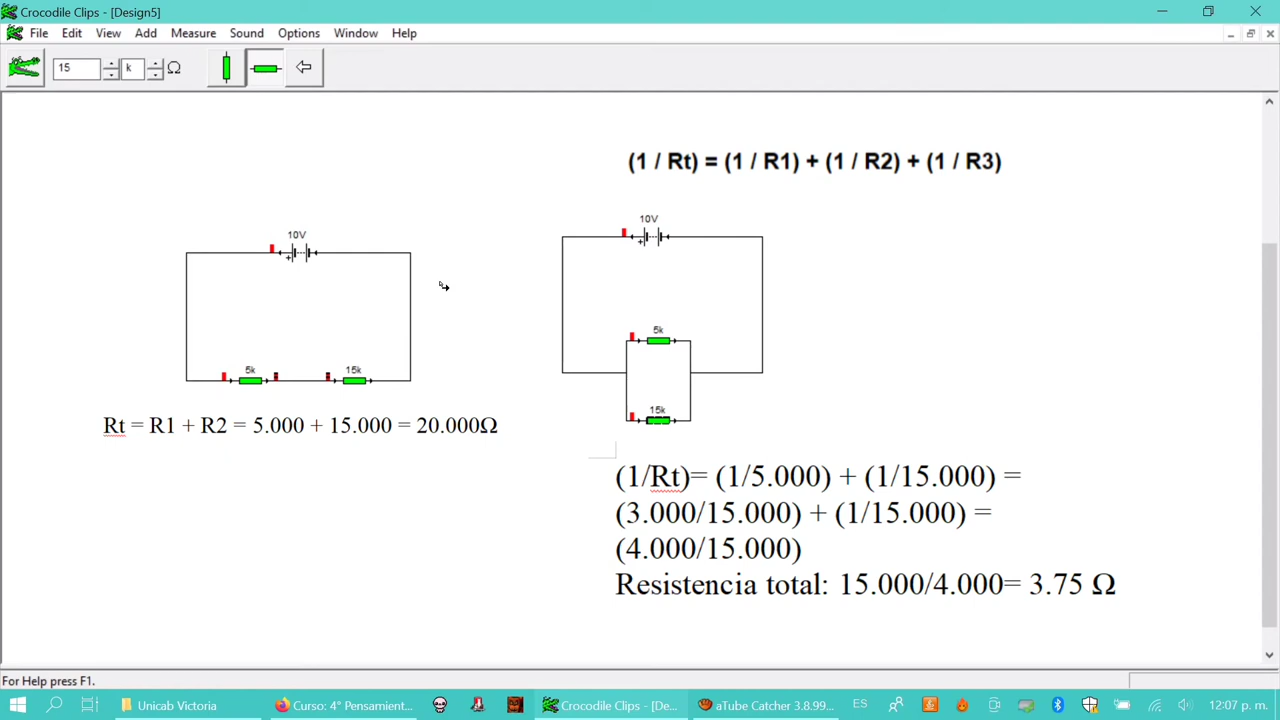 Crocodile Clips - [Design5]
File Edit View Add Measure Sound Options Window Help
15 k Ω
(1 / Rt) = (1 / R1) + (1 / R2) + (1 / R3)
10V
10V
5k
5k
15k
15k
Rt = R1 + R2 = 5.000 + 15.000 = 20.000Ω
(1/Rt)= (1/5.000) + (1/15.000) =
(3.000/15.000) + (1/15.000) =
(4.000/15.000)
Resistencia total: 15.000/4.000= 3.75 Ω
For Help press F1.
Unicab Victoria
Curso: 4° Pensamient...
Crocodile Clips - [De...
aTube Catcher 3.8.99...
ES
12:07 p. m.